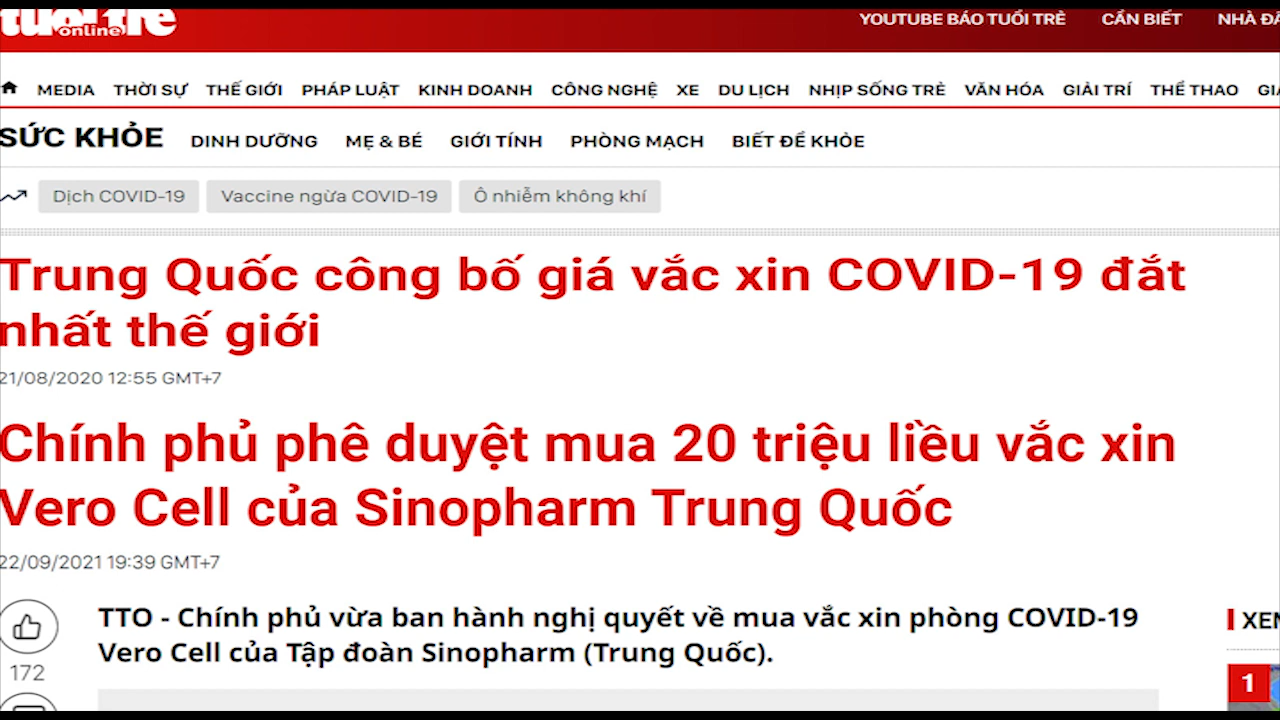 tuổi trẻ
online
YOUTUBE BÁO TUỔI TRẺ CẦN BIẾT NHÀ ĐẤ
MEDIA THỜI SỰ THẾ GIỚI PHÁP LUẬT KINH DOANH CÔNG NGHỆ XE DU LỊCH NHỊP SỐNG TRẺ VĂN HÓA GIẢI TRÍ THỂ THAO GIÁ
SỨC KHỎE DINH DƯỠNG MẸ & BÉ GIỚI TÍNH PHÒNG MẠCH BIẾT ĐỂ KHỎE
Dịch COVID-19 Vaccine ngừa COVID-19 Ô nhiễm không khí
Trung Quốc công bố giá vắc xin COVID-19 đắt
nhất thế giới
21/08/2020 12:55 GMT+7
Chính phủ phê duyệt mua 20 triệu liều vắc xin
Vero Cell của Sinopharm Trung Quốc
22/09/2021 19:39 GMT+7
TTO - Chính phủ vừa ban hành nghị quyết về mua vắc xin phòng COVID-19
Vero Cell của Tập đoàn Sinopharm (Trung Quốc).
XEM
172
1